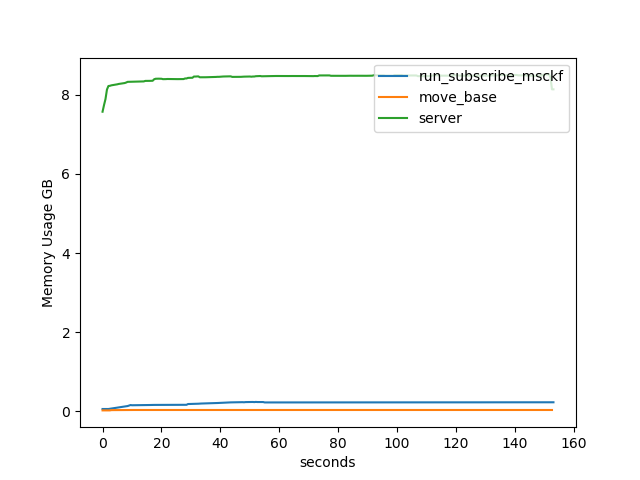 run_subscribe_msckf
move_base
server
Memory Usage GB
8
6
4
2
0
0 20 40 60 80 100 120 140 160
seconds